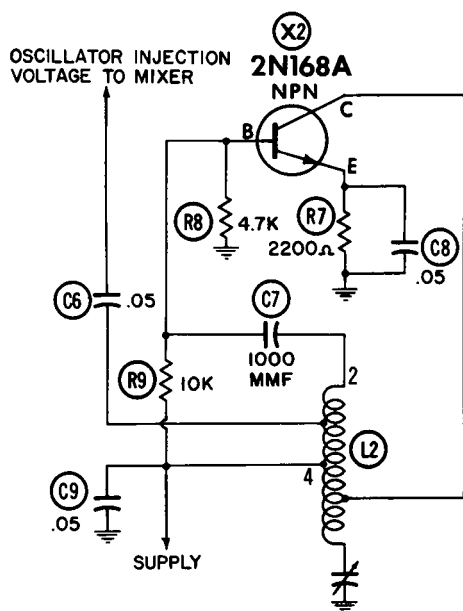 X2
OSCILLATOR INJECTION
VOLTAGE TO MIXER
2N168A
NPN
C
B
E
R8
4.7K
R7
2200Ω
C8
.05
C6
.05
C7
1000
MMF
R9
10K
2
L2
4
C9
.05
SUPPLY